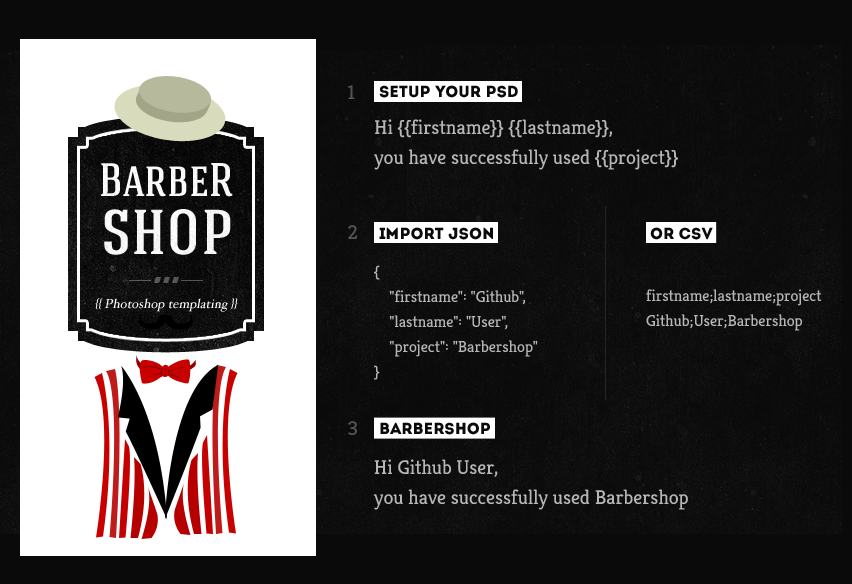 BARBER
SHOP
{{ Photoshop templating }}
1 SETUP YOUR PSD
Hi {{firstname}} {{lastname}},
you have successfully used {{project}}
2 IMPORT JSON
{
"firstname": "Github",
"lastname": "User",
"project": "Barbershop"
}
OR CSV
firstname;lastname;project
Github;User;Barbershop
3 BARBERSHOP
Hi Github User,
you have successfully used Barbershop